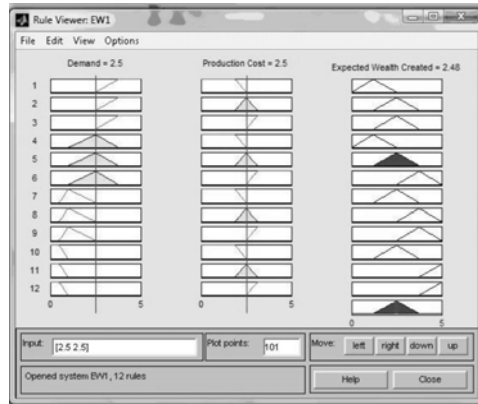 Rule Viewer: EW1
File Edit View Options
Demand = 2.5 Production Cost = 2.5 Expected Wealth Created = 2.48
1
2
3
4
5
6
7
8
9
10
11
12
0 5 0 5
0 5
Input: [2.5 2.5] Plot points: 101 Move: left right down up
Opened system EW1, 12 rules Help Close